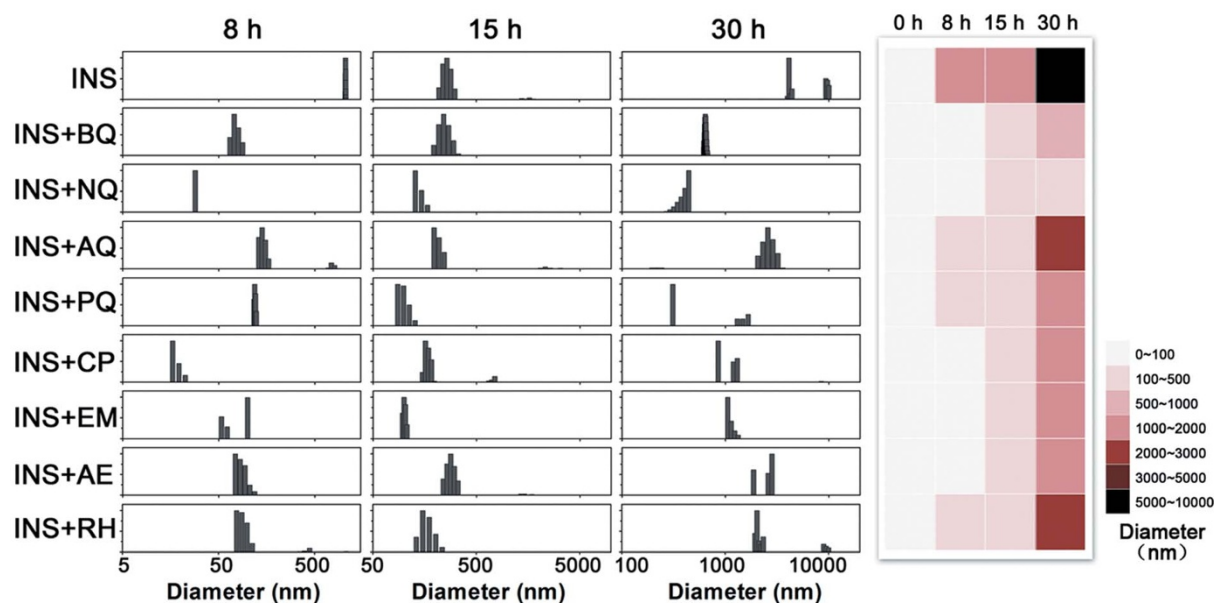 8 h 15 h 30 h
0 h 8 h 15 h 30 h
INS
INS+BQ
INS+NQ
INS+AQ
INS+PQ
INS+CP
INS+EM
INS+AE
INS+RH
5 50 500
50 500 5000
100 1000 10000
Diameter (nm) Diameter (nm) Diameter (nm)
0~100
100~500
500~1000
1000~2000
2000~3000
3000~5000
5000~10000
Diameter
(nm)